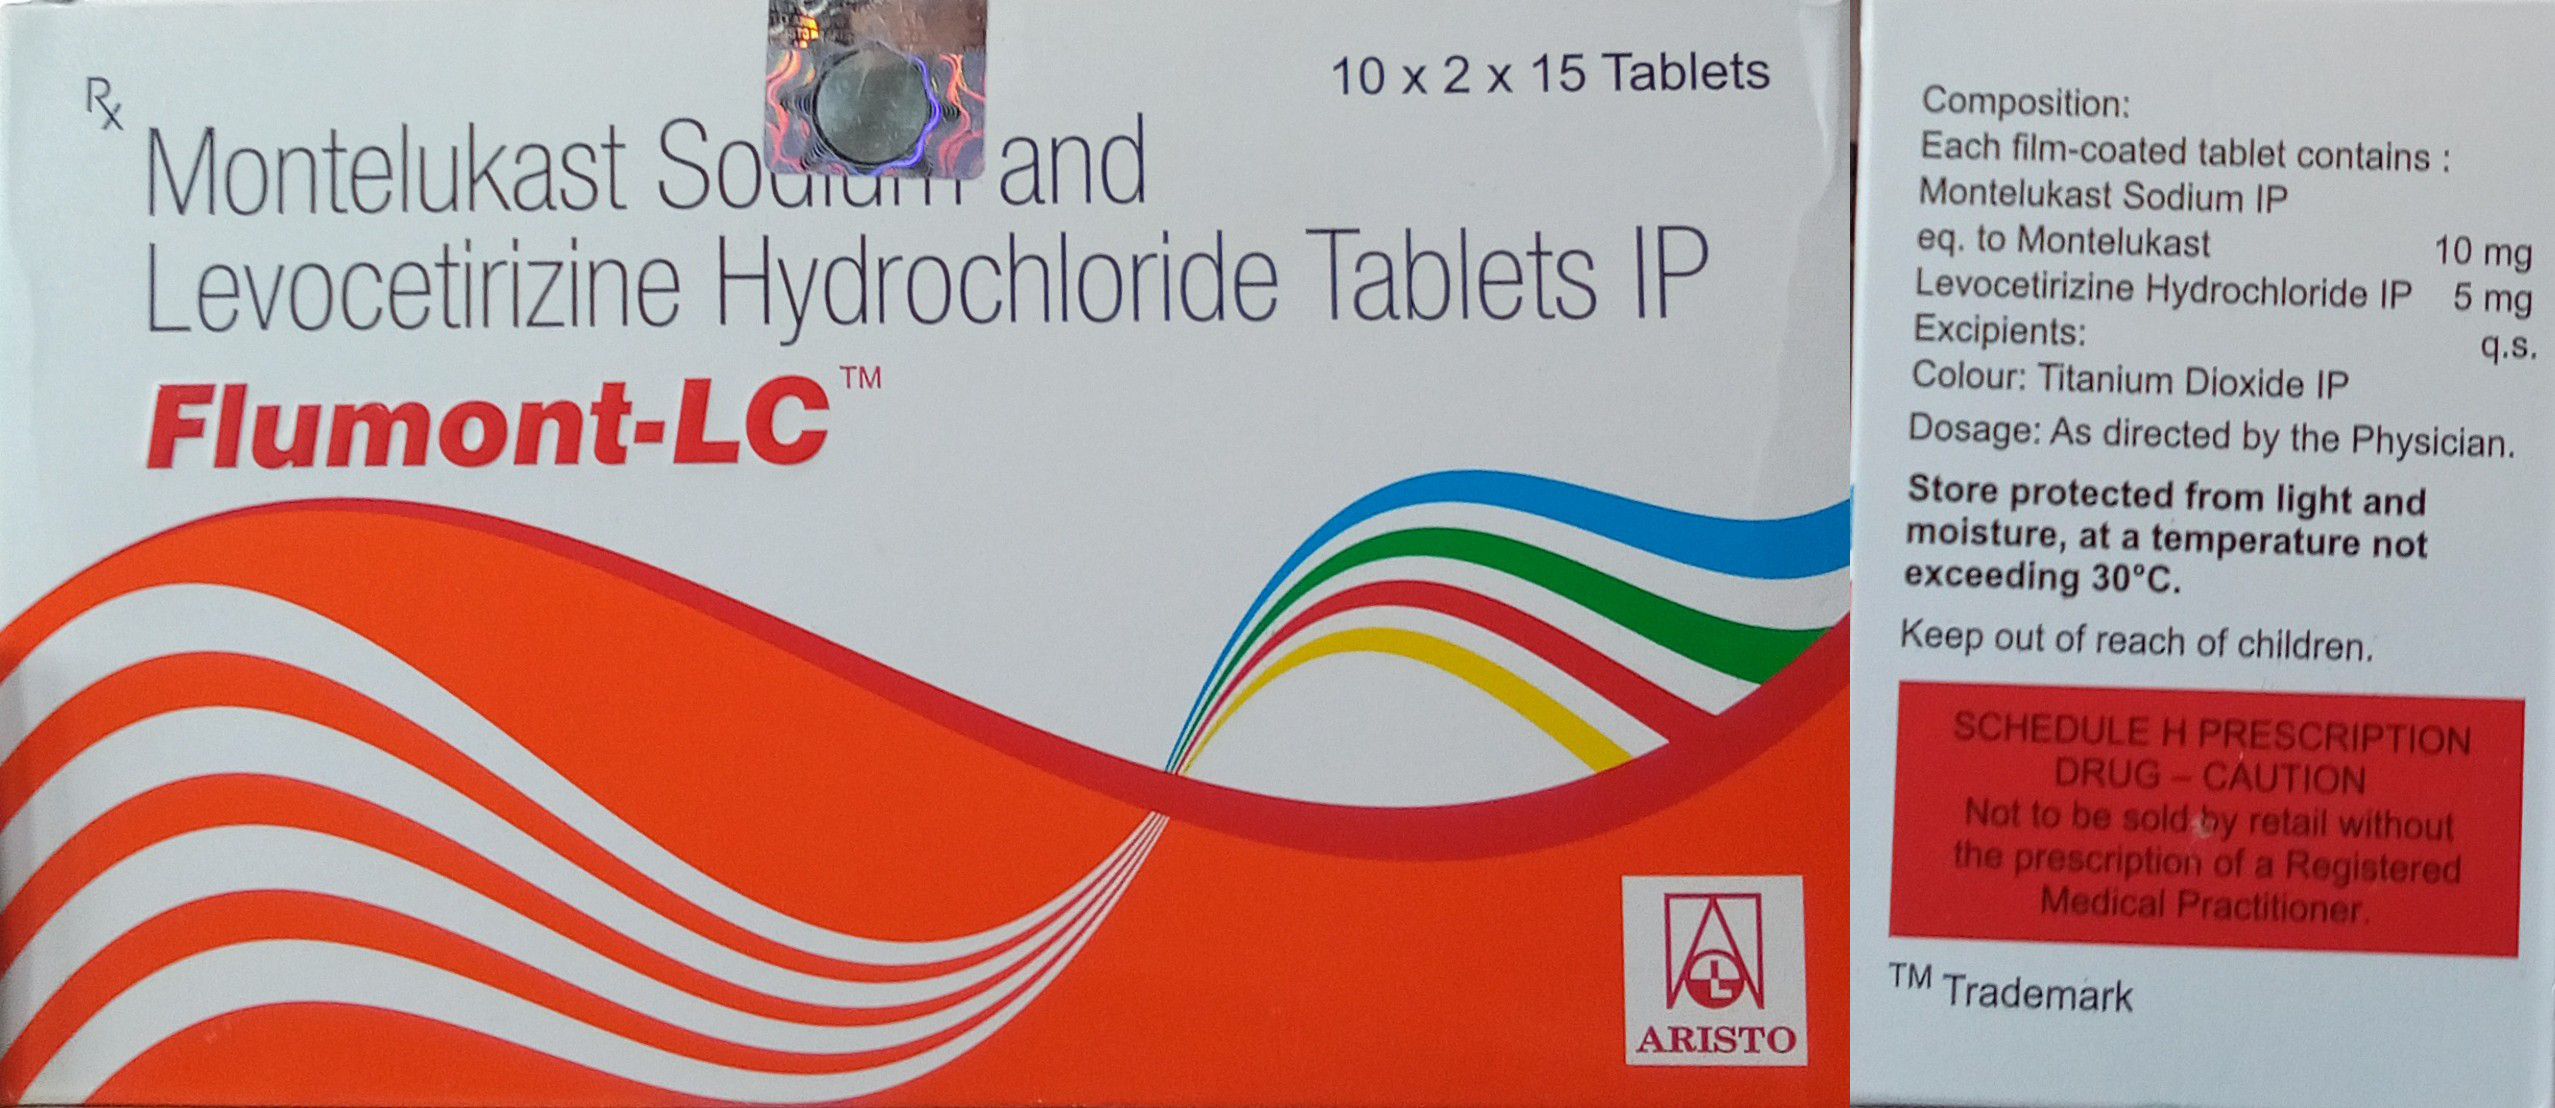 10 x 2 x 15 Tablets
Rx
Montelukast Sodium and
Levocetirizine Hydrochloride Tablets IP
Flumont-LC™
ARISTO
Composition:
Each film-coated tablet contains :
Montelukast Sodium IP
eq. to Montelukast 10 mg
Levocetirizine Hydrochloride IP 5 mg
Excipients: q.s.
Colour: Titanium Dioxide IP
Dosage: As directed by the Physician.
Store protected from light and
moisture, at a temperature not
exceeding 30°C.
Keep out of reach of children.
SCHEDULE H PRESCRIPTION
DRUG – CAUTION
Not to be sold by retail without
the prescription of a Registered
Medical Practitioner.
™ Trademark